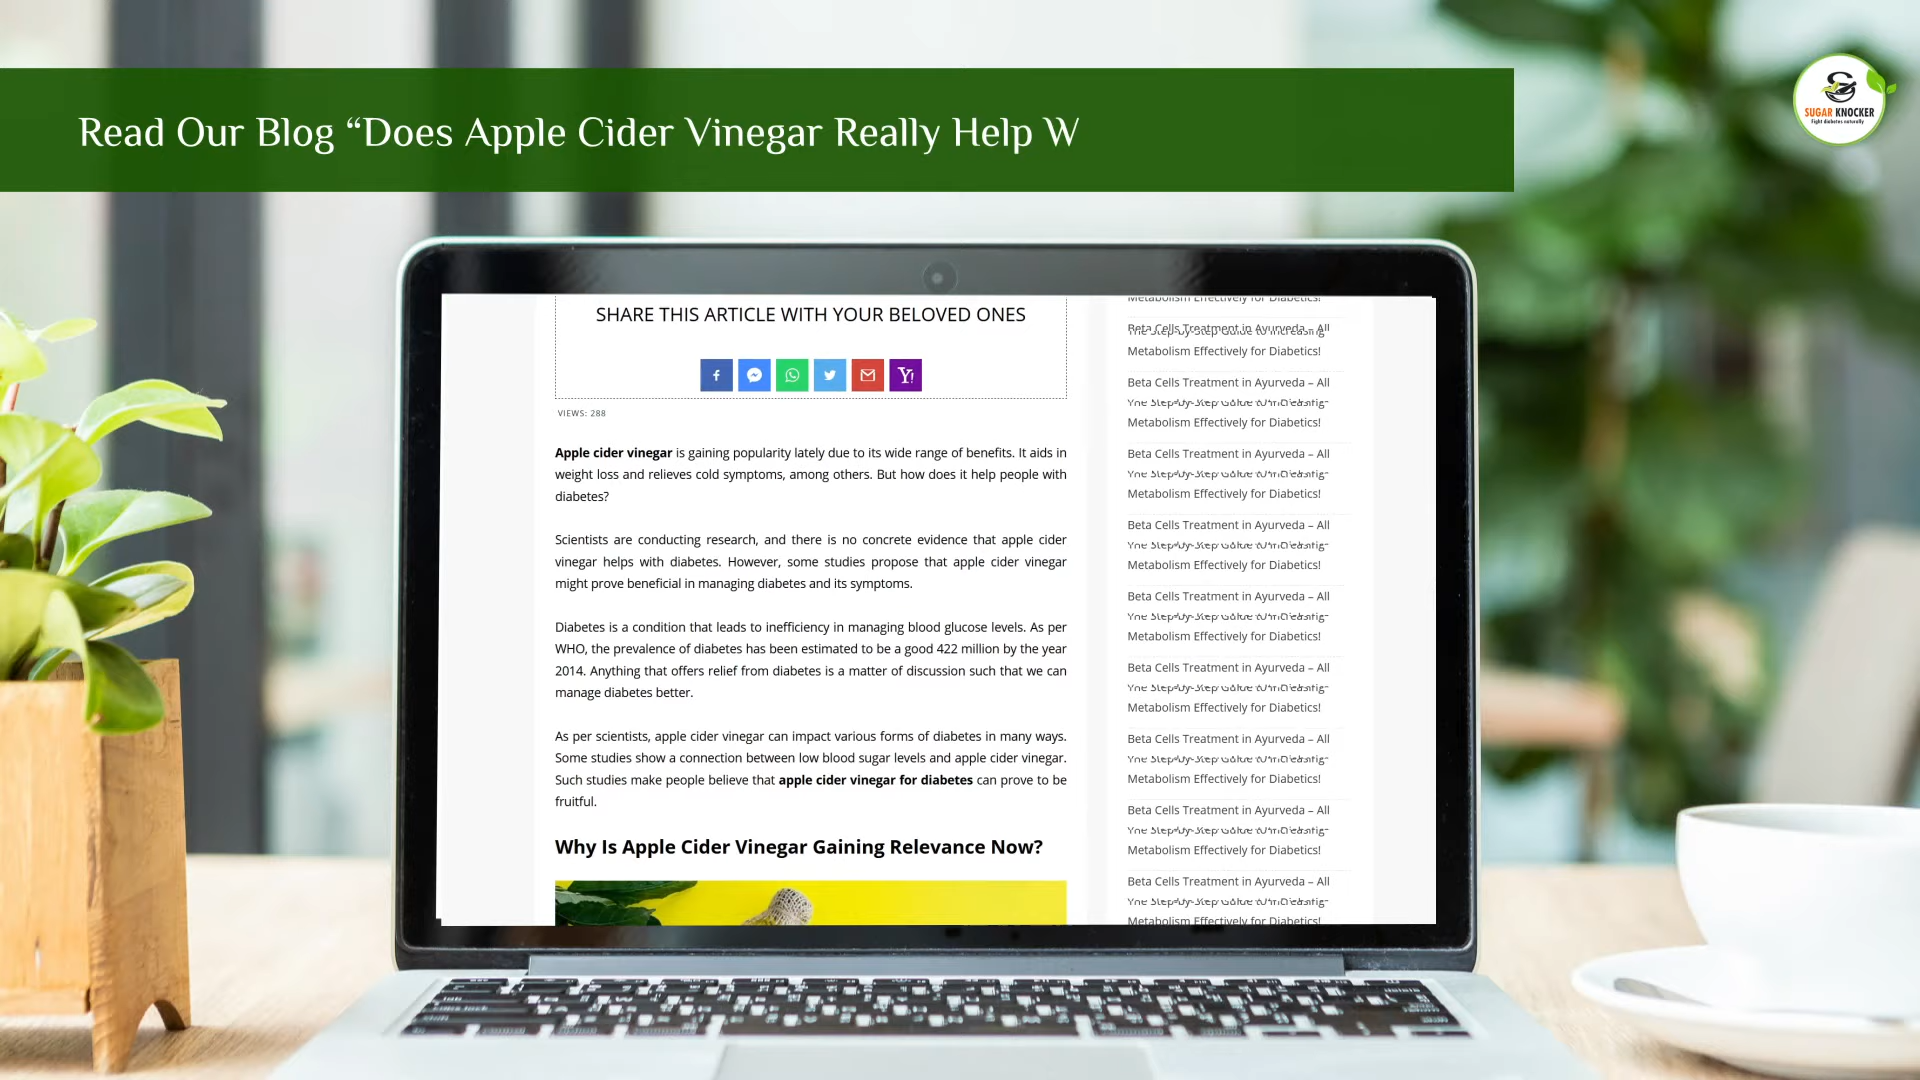 Read Our Blog “Does Apple Cider Vinegar Really Help W
SUGAR KNOCKER
Fight diabetes naturally
SHARE THIS ARTICLE WITH YOUR BELOVED ONES
VIEWS: 288
Apple cider vinegar is gaining popularity lately due to its wide range of benefits. It aids in
weight loss and relieves cold symptoms, among others. But how does it help people with
diabetes?
Scientists are conducting research, and there is no concrete evidence that apple cider
vinegar helps with diabetes. However, some studies propose that apple cider vinegar
might prove beneficial in managing diabetes and its symptoms.
Diabetes is a condition that leads to inefficiency in managing blood glucose levels. As per
WHO, the prevalence of diabetes has been estimated to be a good 422 million by the year
2014. Anything that offers relief from diabetes is a matter of discussion such that we can
manage diabetes better.
As per scientists, apple cider vinegar can impact various forms of diabetes in many ways.
Some studies show a connection between low blood sugar levels and apple cider vinegar.
Such studies make people believe that apple cider vinegar for diabetes can prove to be
fruitful.
Why Is Apple Cider Vinegar Gaining Relevance Now?
Metabolism Effectively for Diabetics!
Beta Cells Treatment in Ayurveda – All
Metabolism Effectively for Diabetics!
Beta Cells Treatment in Ayurveda – All
Metabolism Effectively for Diabetics!
Beta Cells Treatment in Ayurveda – All
Metabolism Effectively for Diabetics!
Beta Cells Treatment in Ayurveda – All
Metabolism Effectively for Diabetics!
Beta Cells Treatment in Ayurveda – All
Metabolism Effectively for Diabetics!
Beta Cells Treatment in Ayurveda – All
Metabolism Effectively for Diabetics!
Beta Cells Treatment in Ayurveda – All
Metabolism Effectively for Diabetics!
Beta Cells Treatment in Ayurveda – All
Metabolism Effectively for Diabetics!
Beta Cells Treatment in Ayurveda – All
Metabolism Effectively for Diabetics!